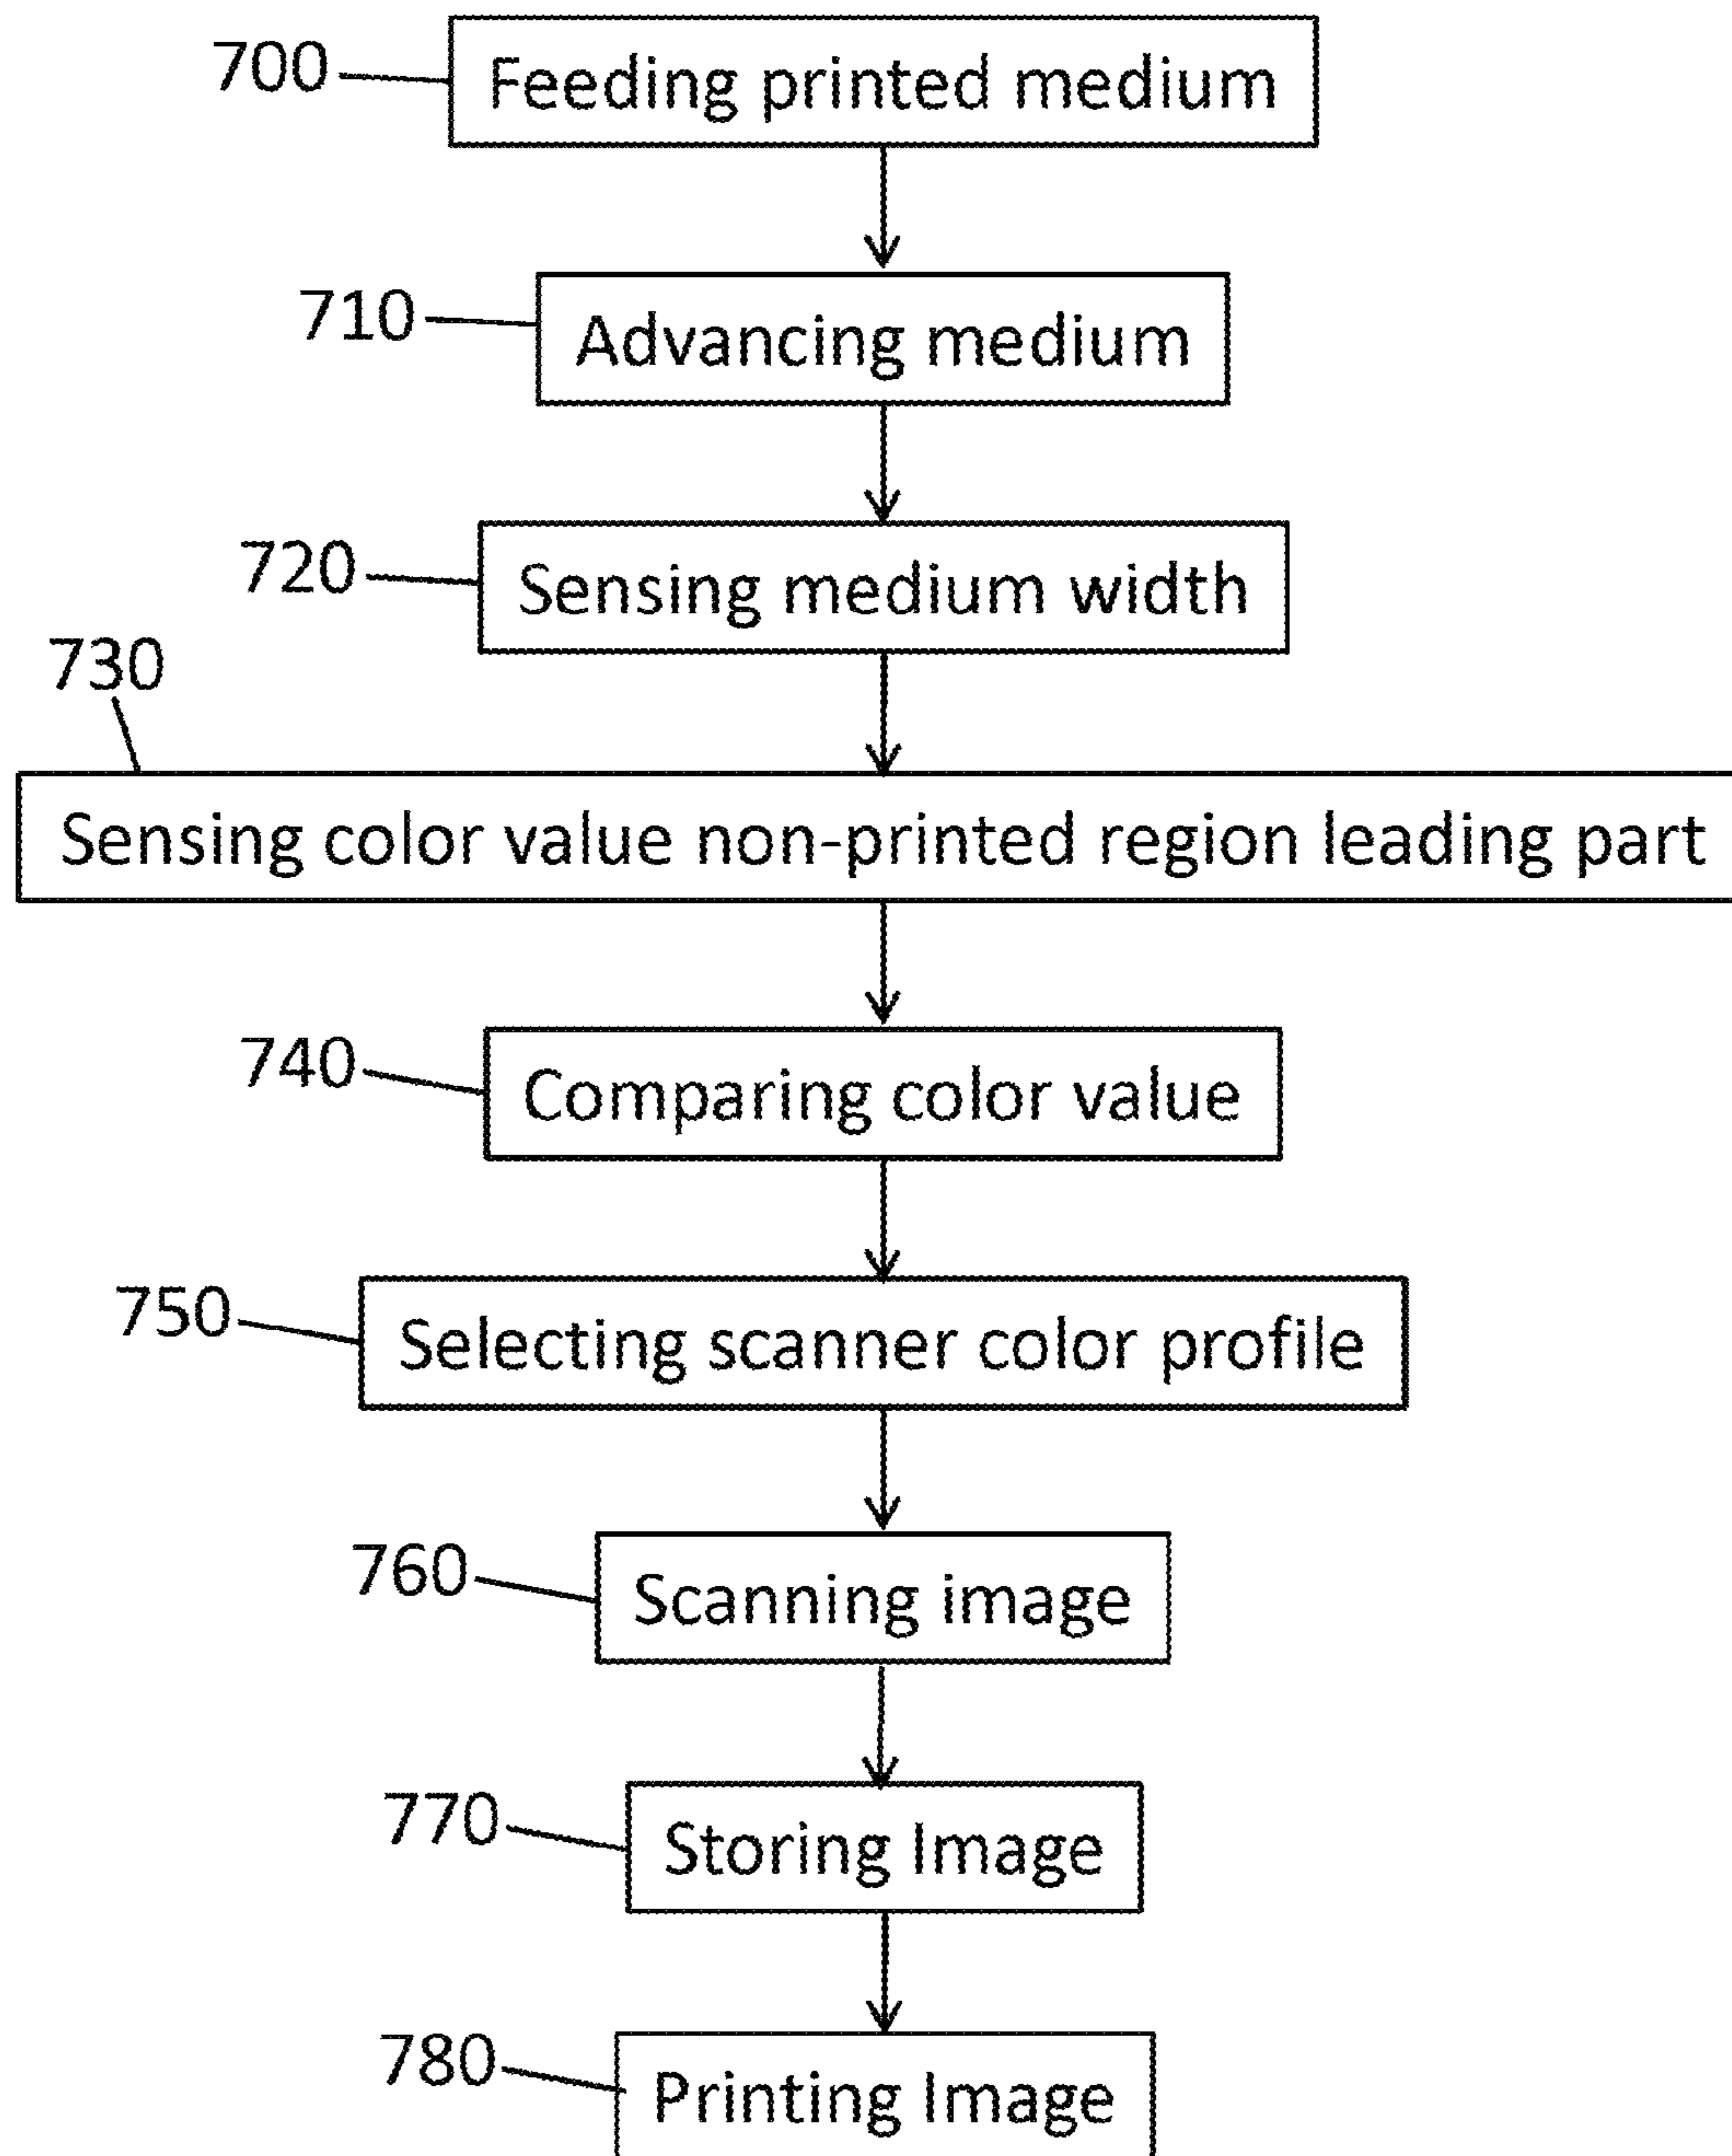 700 Feeding printed medium
710 Advancing medium
720 Sensing medium width
730
Sensing color value non-printed region leading part
740 Comparing color value
750 Selecting scanner color profile
760 Scanning image
770 Storing Image
780 Printing Image